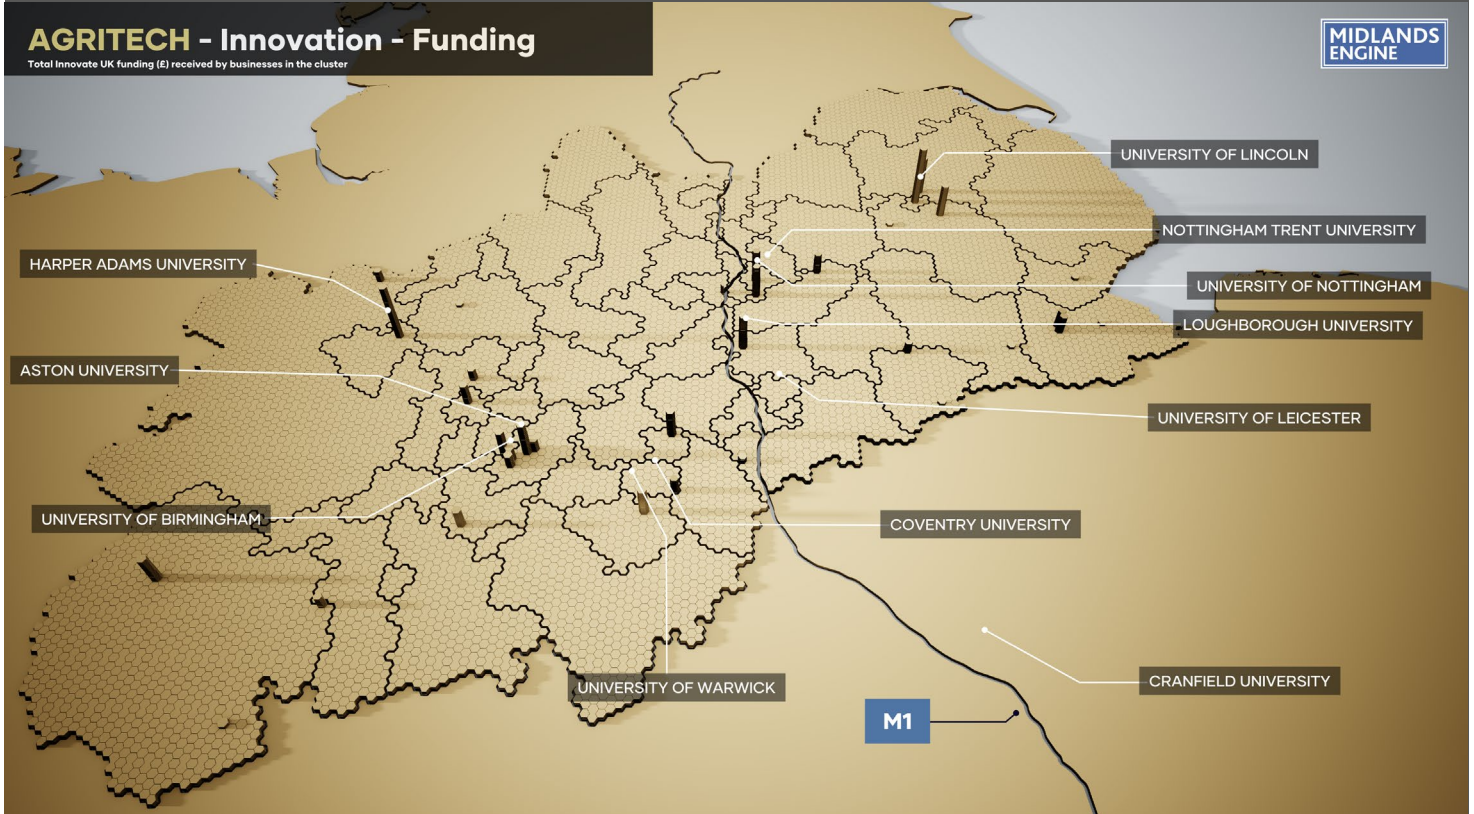 AGRITECH - Innovation - Funding
Total Innovate UK funding (£) received by businesses in the cluster
MIDLANDS
ENGINE
UNIVERSITY OF LINCOLN
NOTTINGHAM TRENT UNIVERSITY
HARPER ADAMS UNIVERSITY
UNIVERSITY OF NOTTINGHAM
LOUGHBOROUGH UNIVERSITY
ASTON UNIVERSITY
UNIVERSITY OF LEICESTER
UNIVERSITY OF BIRMINGHAM
COVENTRY UNIVERSITY
CRANFIELD UNIVERSITY
UNIVERSITY OF WARWICK
M1